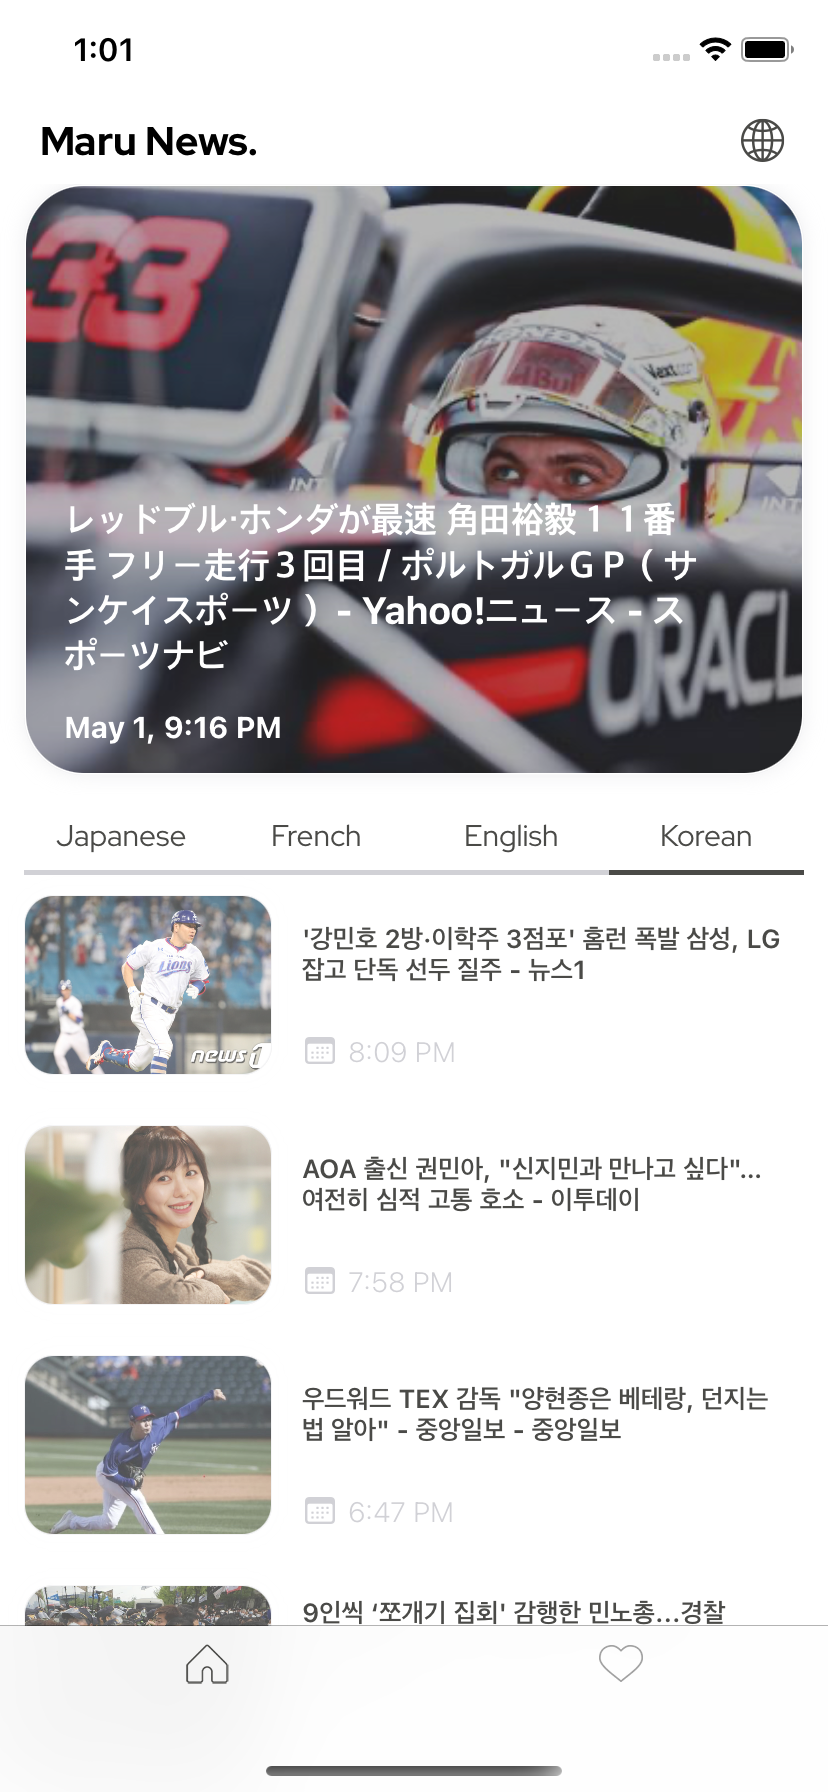 1:01
Maru News.
33
HONDA
Vext
INT
INT
レッドブル·ホンダが最速 角田裕毅１１番
手 フリー走行３回目 / ポルトガルＧＰ（ サ
ンケイスポーツ ）- Yahoo!ニュース - ス
ポーツナビ
ORACL
May 1, 9:16 PM
Japanese French English Korean
'강민호 2방·이학주 3점포' 홈런 폭발 삼성, LG
잡고 단독 선두 질주 - 뉴스1
Lions
news1
8:09 PM
AOA 출신 권민아, "신지민과 만나고 싶다"...
여전히 심적 고통 호소 - 이투데이
7:58 PM
우드워드 TEX 감독 "양현종은 베테랑, 던지는
법 알아" - 중앙일보 - 중앙일보
6:47 PM
9인씩 ‘쪼개기 집회' 감행한 민노총...경찰